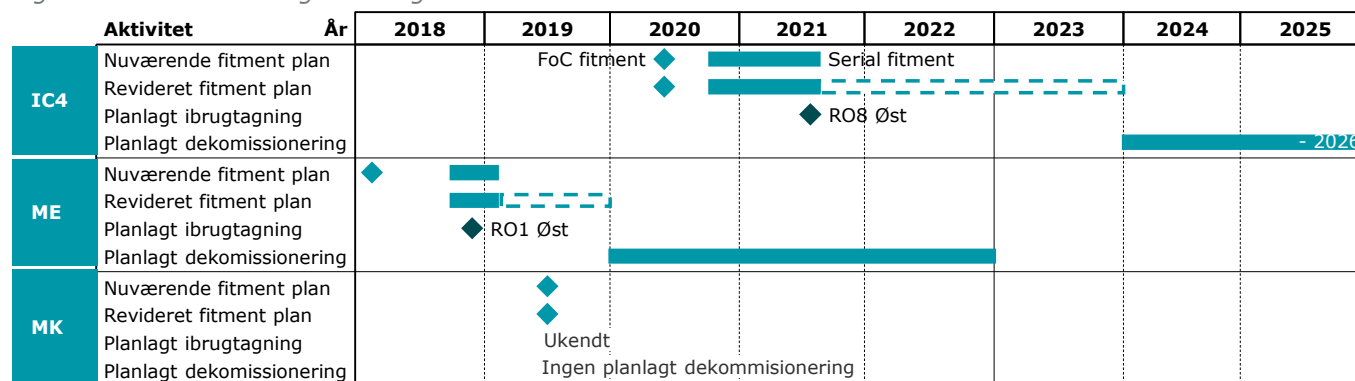 Aktivitet År 2018 2019 2020 2021 2022 2023 2024 2025
IC4
Nuværende fitment plan FoC fitment Serial fitment
Revideret fitment plan
Planlagt ibrugtagning RO8 Øst
Planlagt dekomissionering - 2026
ME
Nuværende fitment plan
Revideret fitment plan
Planlagt ibrugtagning RO1 Øst
Planlagt dekomissionering
MK
Nuværende fitment plan
Revideret fitment plan
Planlagt ibrugtagning Ukendt
Planlagt dekomissionering Ingen planlagt dekommisionering